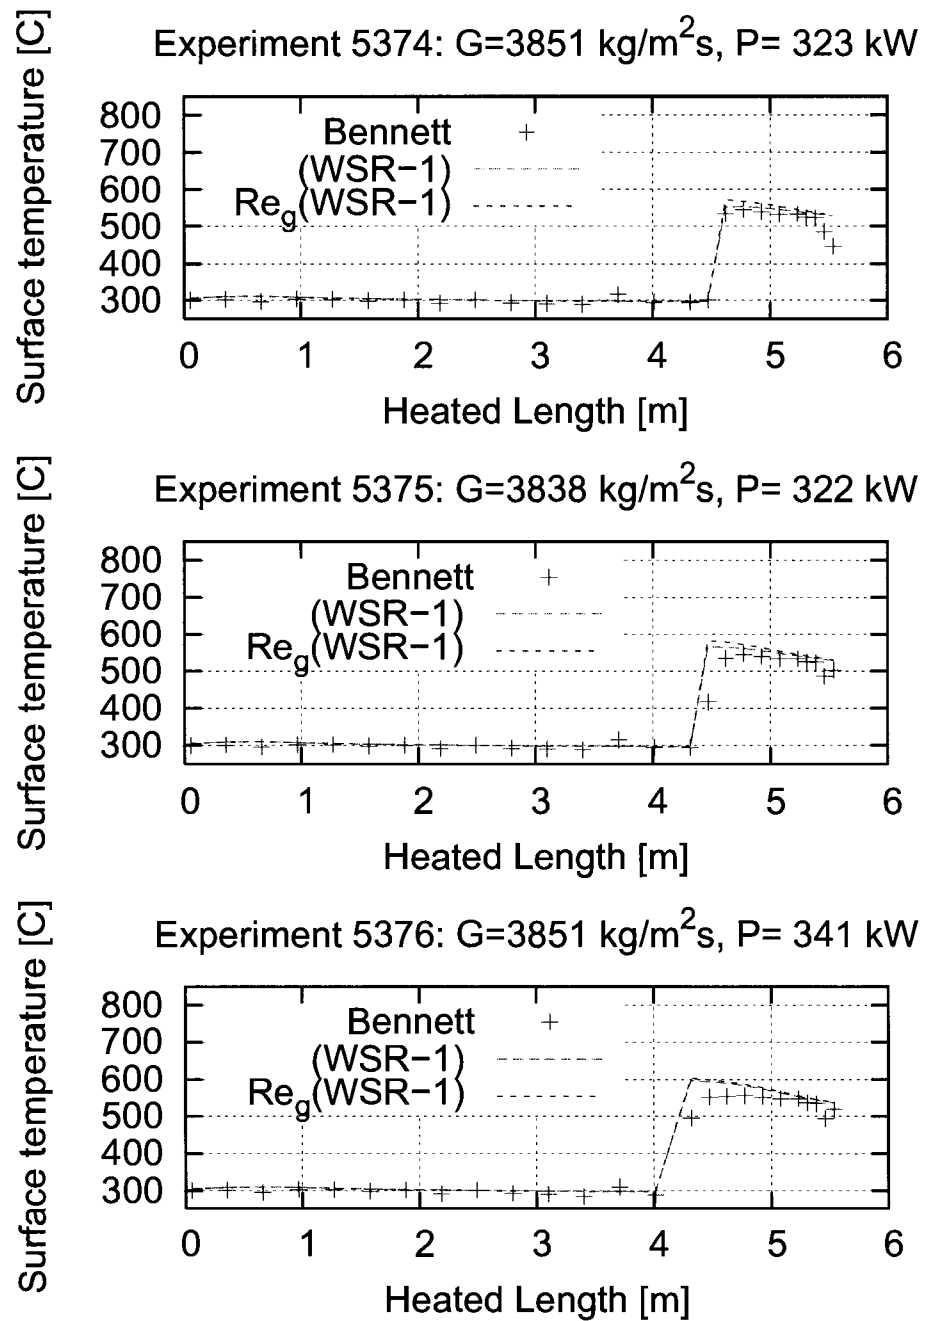 Experiment 5374: G=3851 kg/m²s, P= 323 kW
Surface temperature [C]
800
700
600
500
400
300
Bennett
(WSR−1)
Re_g(WSR−1)
0 1 2 3 4 5 6
Heated Length [m]
Experiment 5375: G=3838 kg/m²s, P= 322 kW
Surface temperature [C]
800
700
600
500
400
300
Bennett
(WSR−1)
Re_g(WSR−1)
0 1 2 3 4 5 6
Heated Length [m]
Experiment 5376: G=3851 kg/m²s, P= 341 kW
Surface temperature [C]
800
700
600
500
400
300
Bennett
(WSR−1)
Re_g(WSR−1)
0 1 2 3 4 5 6
Heated Length [m]